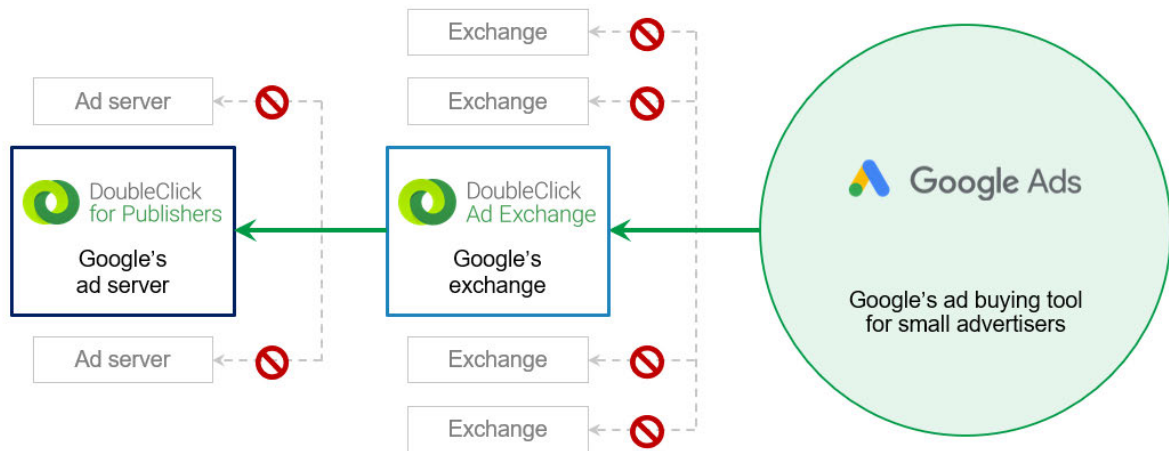 Exchange
Exchange
Ad server
DoubleClick
for Publishers
Google's
ad server
DoubleClick
Ad Exchange
Google's
exchange
Google Ads
Google's ad buying tool
for small advertisers
Ad server
Exchange
Exchange